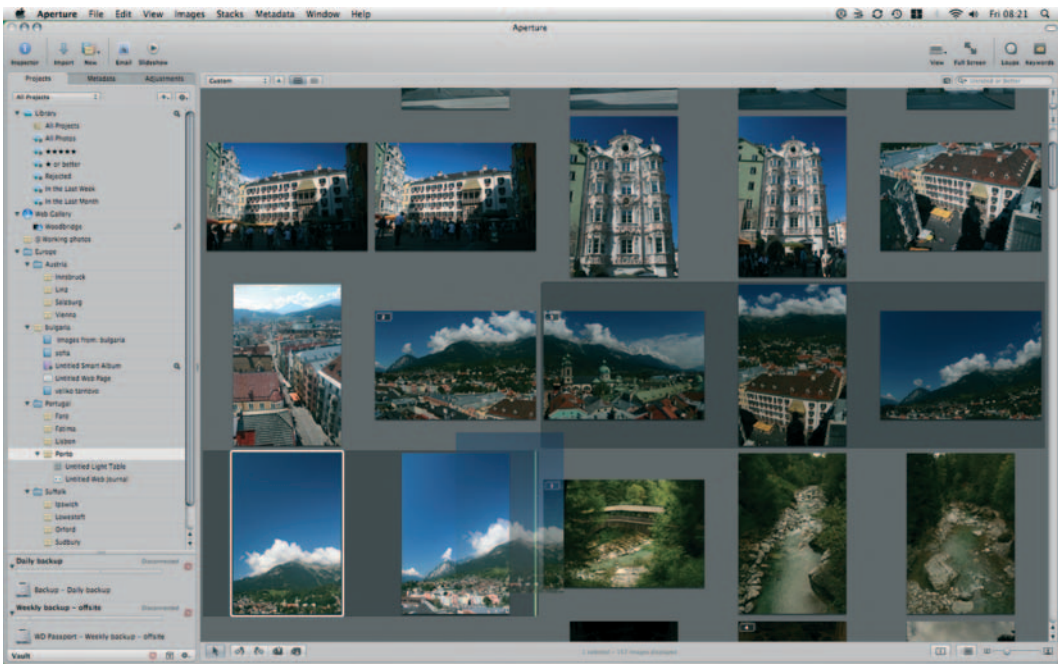 Aperture File Edit View Images Stacks Metadata Window Help
Fri 08:21
Aperture
Inspector Import New Email Slideshow
View Full Screen Loupe Keywords
Projects Metadata Adjustments
Custom
Unrated or Better
All Projects
Library
All Projects
All Photos
★★★★★
★ or better
Rejected
In the Last Week
In the Last Month
Web Gallery
Woodbridge
Working photos
Europe
Austria
Innsbruck
Linz
Salzburg
Vienna
Bulgaria
Images from: bulgaria
sofia
Untitled Smart Album
Untitled Web Page
veliko tarnovo
Portugal
Faro
Fatima
Lisbon
Porto
Untitled Light Table
Untitled Web Journal
Suffolk
Ipswich
Lowestoft
Orford
Sudbury
Daily backup Disconnected
Backup - Daily backup
Weekly backup - offsite Disconnected
WD Passport - Weekly backup - offsite
Vault